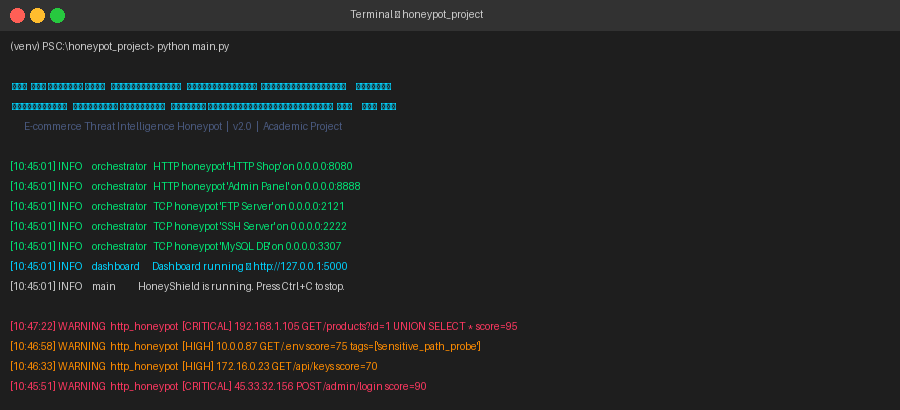 Terminal honeypot_project
(venv) PS C:\honeypot_project> python main.py
E-commerce Threat Intelligence Honeypot | v2.0 | Academic Project
[10:45:01] INFO orchestrator HTTP honeypot 'HTTP Shop' on 0.0.0.0:8080
[10:45:01] INFO orchestrator HTTP honeypot 'Admin Panel' on 0.0.0.0:8888
[10:45:01] INFO orchestrator TCP honeypot 'FTP Server' on 0.0.0.0:2121
[10:45:01] INFO orchestrator TCP honeypot 'SSH Server' on 0.0.0.0:2222
[10:45:01] INFO orchestrator TCP honeypot 'MySQL DB' on 0.0.0.0:3307
[10:45:01] INFO dashboard Dashboard running http://127.0.0.1:5000
[10:45:01] INFO main HoneyShield is running. Press Ctrl+C to stop.
[10:47:22] WARNING http_honeypot [CRITICAL] 192.168.1.105 GET /products?id=1 UNION SELECT * score=95
[10:46:58] WARNING http_honeypot [HIGH] 10.0.0.87 GET /.env score=75 tags=['sensitive_path_probe']
[10:46:33] WARNING http_honeypot [HIGH] 172.16.0.23 GET /api/keys score=70
[10:45:51] WARNING http_honeypot [CRITICAL] 45.33.32.156 POST /admin/login score=90